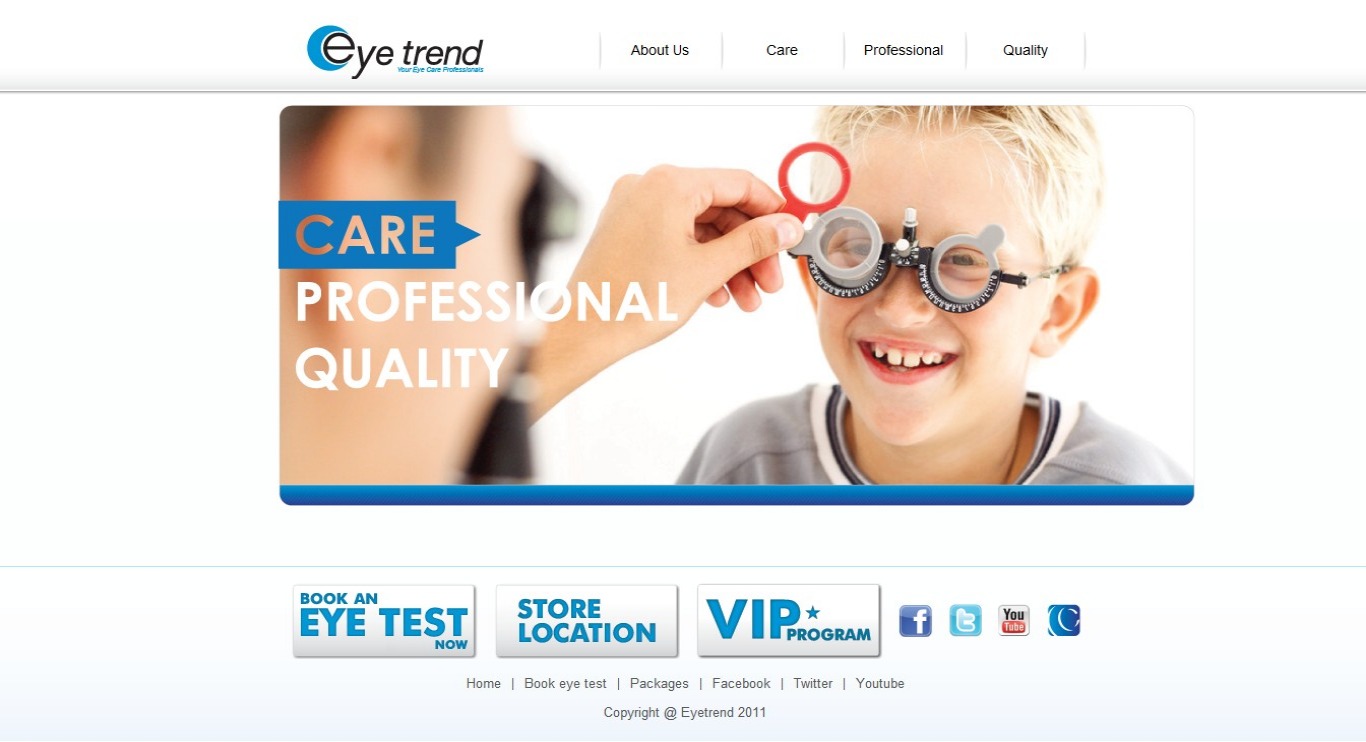 eye trend
Your Eye Care Professionals
About Us
Care
Professional
Quality
CARE
PROFESSIONAL
QUALITY
BOOK AN
EYE TEST
NOW
STORE
LOCATION
VIP
PROGRAM
f
t
You
Tube
Home | Book eye test | Packages | Facebook | Twitter | Youtube
Copyright @ Eyetrend 2011